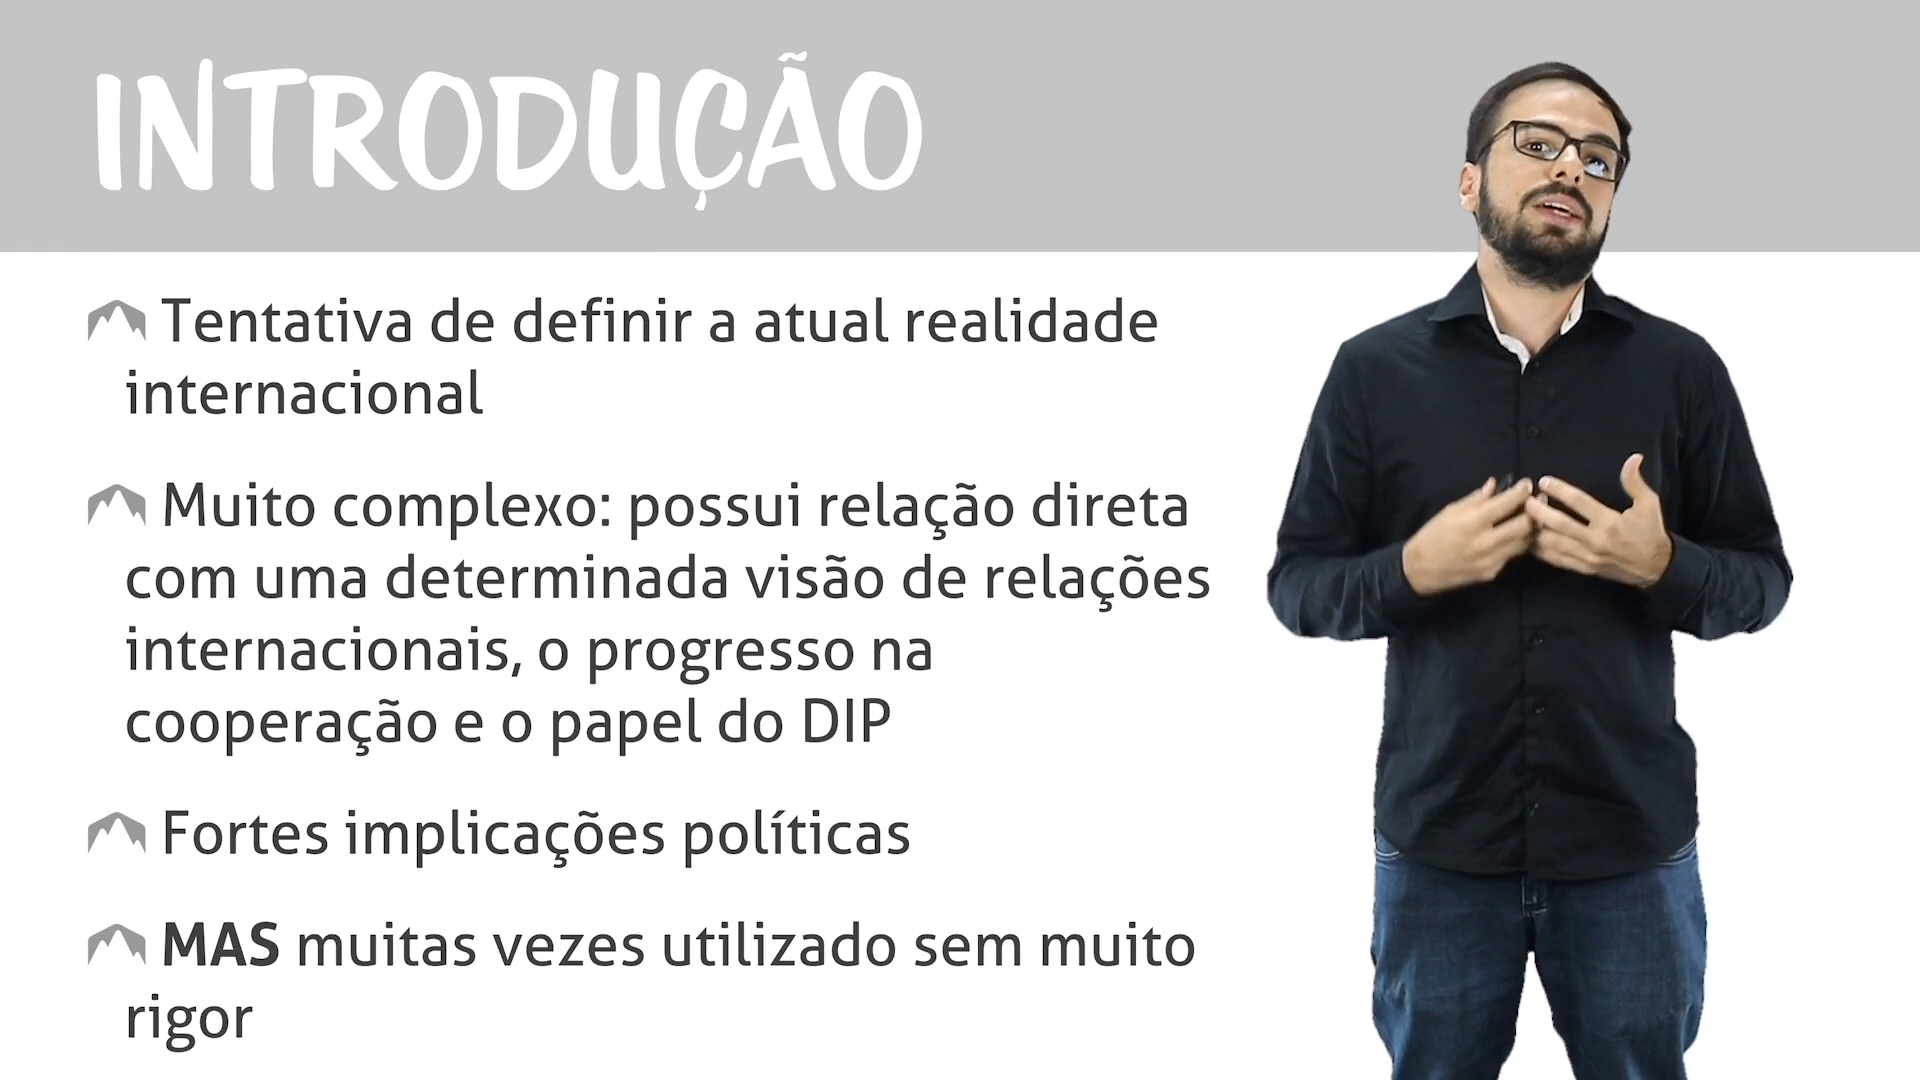 INTRODUÇÃO
Tentativa de definir a atual realidade
internacional
Muito complexo: possui relação direta
com uma determinada visão de relações
internacionais, o progresso na
cooperação e o papel do DIP
Fortes implicações políticas
MAS muitas vezes utilizado sem muito
rigor